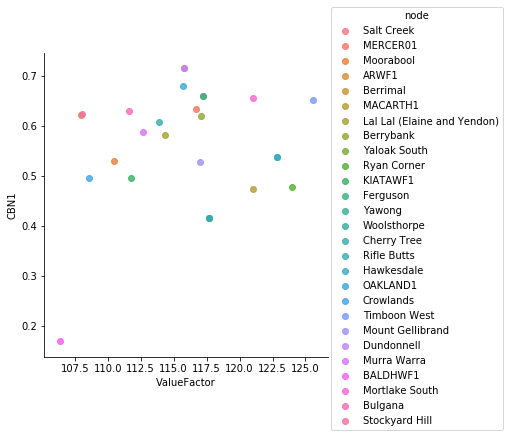 node
Salt Creek
MERCER01
Moorabool
ARWF1
Berrimal
MACARTH1
Lal Lal (Elaine and Yendon)
Berrybank
Yaloak South
Ryan Corner
KIATAWF1
Ferguson
Yawong
Woolsthorpe
Cherry Tree
Rifle Butts
Hawkesdale
OAKLAND1
Crowlands
Timboon West
Mount Gellibrand
Dundonnell
Murra Warra
BALDHWF1
Mortlake South
Bulgana
Stockyard Hill
0.7
0.6
0.5
0.4
0.3
0.2
CBN1
107.5 110.0 112.5 115.0 117.5 120.0 122.5 125.0
ValueFactor